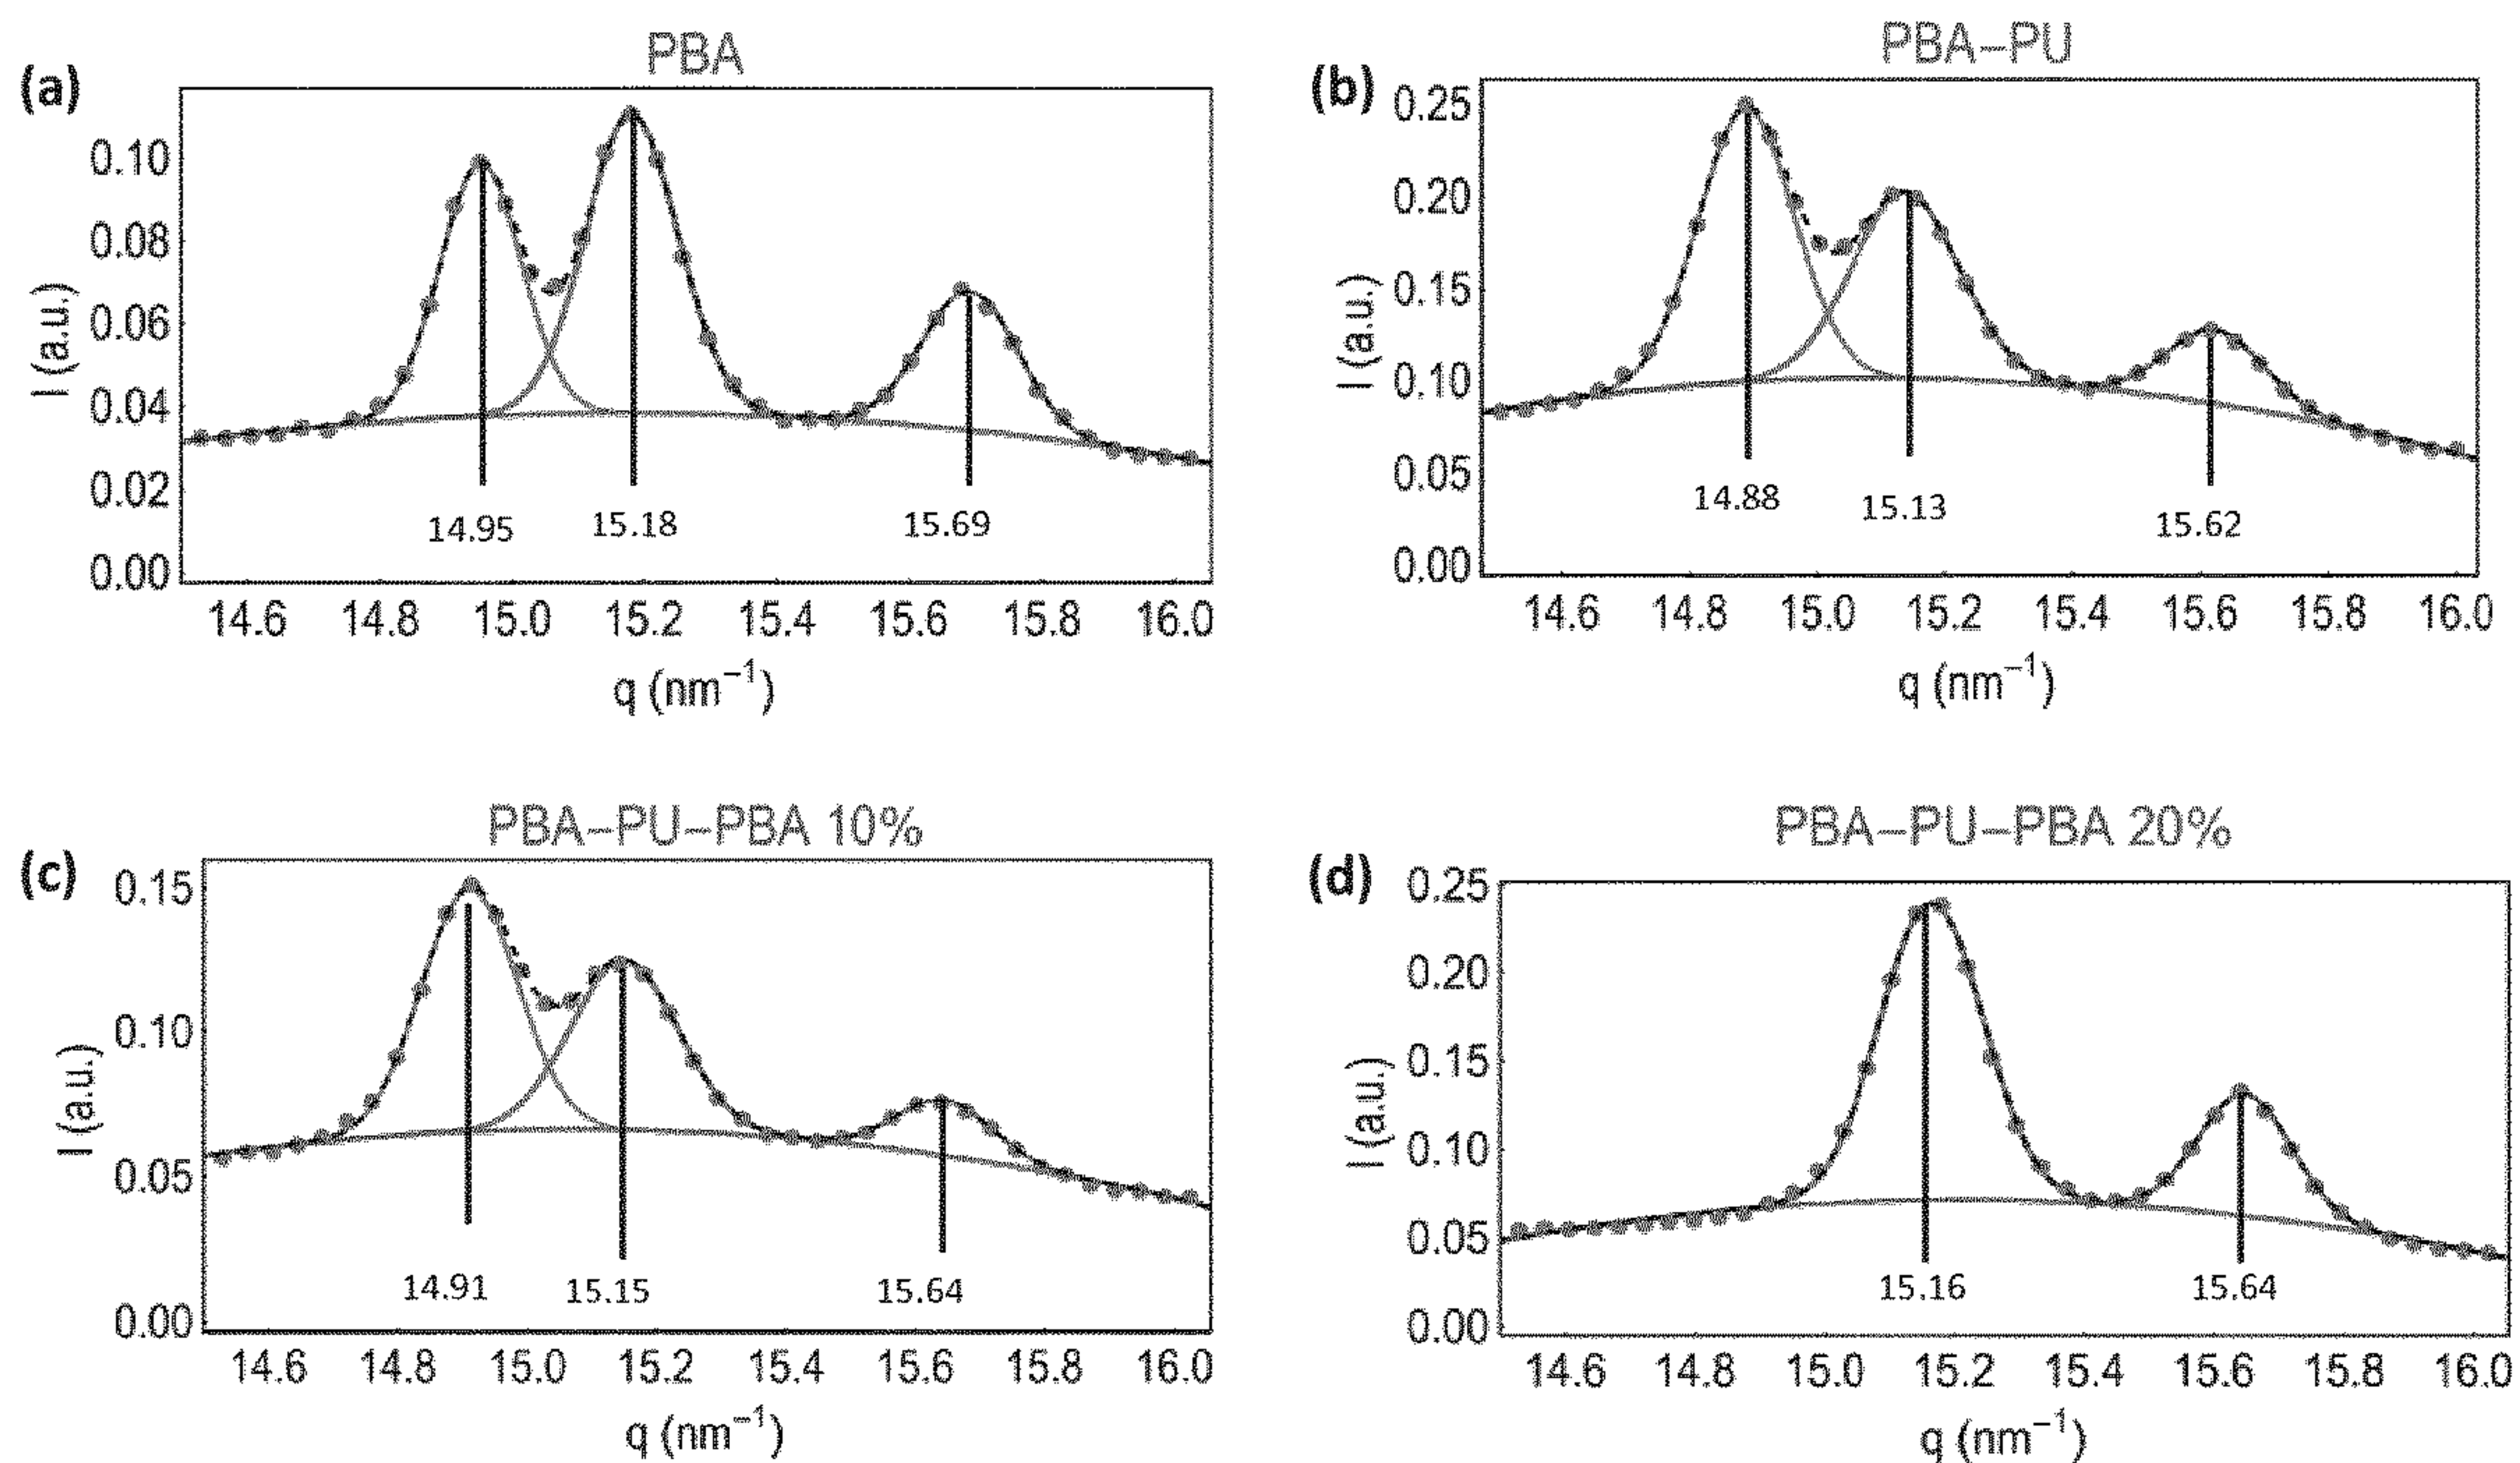 PBA
(a)
0.10
0.08
0.06
0.04
0.02
0.00
I (a.u.)
14.95 15.18 15.69
14.6 14.8 15.0 15.2 15.4 15.6 15.8 16.0
q (nm⁻¹)
PBA–PU
(b)
0.25
0.20
0.15
0.10
0.05
0.00
I (a.u.)
14.88 15.13 15.62
14.6 14.8 15.0 15.2 15.4 15.6 15.8 16.0
q (nm⁻¹)
PBA–PU–PBA 10%
(c)
0.15
0.10
0.05
0.00
I (a.u.)
14.91 15.15 15.64
14.6 14.8 15.0 15.2 15.4 15.6 15.8 16.0
q (nm⁻¹)
PBA–PU–PBA 20%
(d)
0.25
0.20
0.15
0.10
0.05
0.00
I (a.u.)
15.16 15.64
14.6 14.8 15.0 15.2 15.4 15.6 15.8 16.0
q (nm⁻¹)